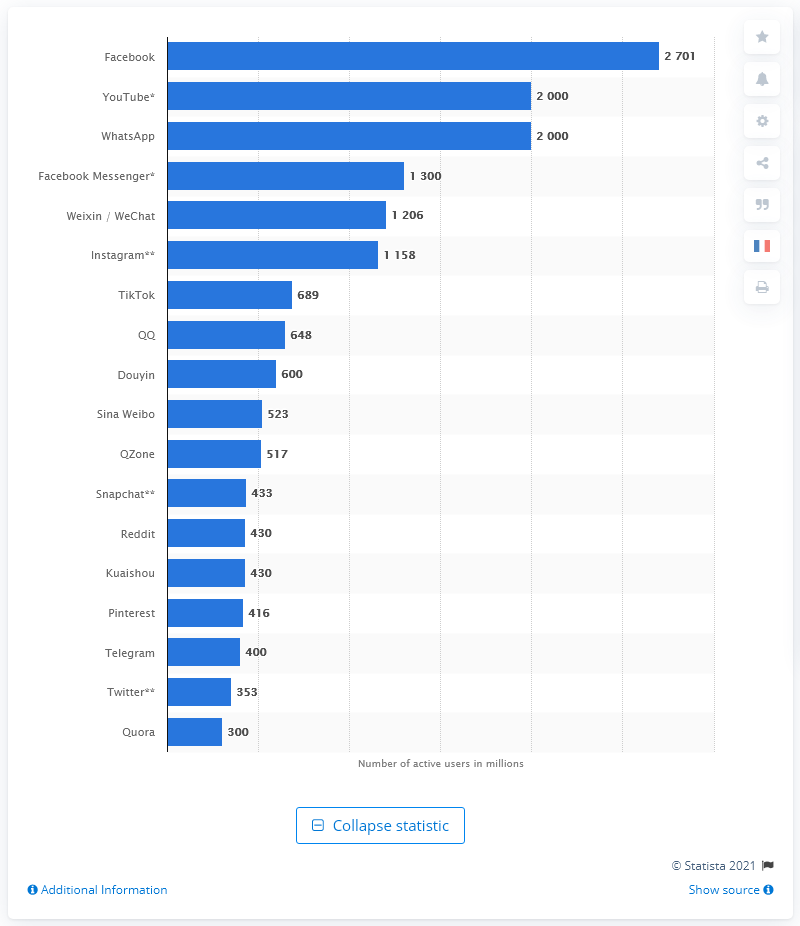 Facebook 2 701
YouTube* 2 000
WhatsApp 2 000
Facebook Messenger* 1 300
Weixin / WeChat 1 206
Instagram** 1 158
TikTok 689
QQ 648
Douyin 600
Sina Weibo 523
QZone 517
Snapchat** 433
Reddit 430
Kuaishou 430
Pinterest 416
Telegram 400
Twitter** 353
Quora 300
Number of active users in millions
Collapse statistic
© Statista 2021
Additional Information
Show source